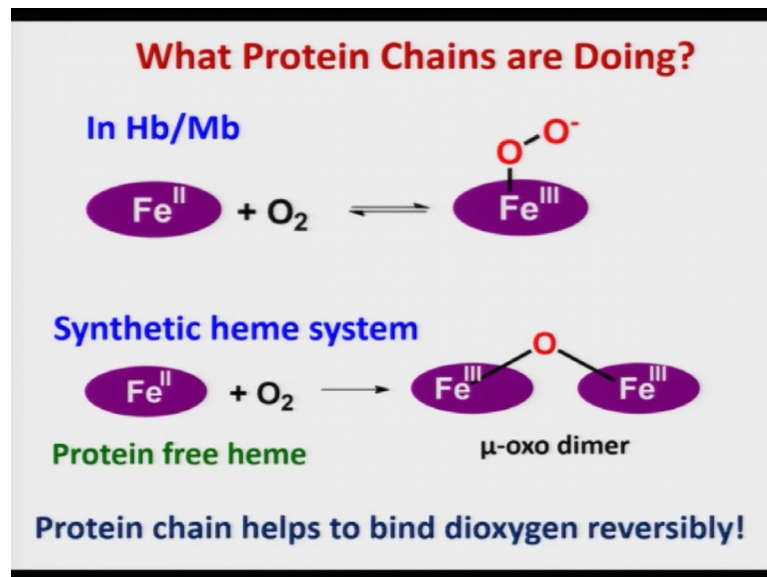 What Protein Chains are Doing?
In Hb/Mb
O-O⁻
Feᴵᴵ + O₂ ⇌ Feᴵᴵᴵ
Synthetic heme system
O
Feᴵᴵ + O₂ → Feᴵᴵᴵ Feᴵᴵᴵ
Protein free heme
μ-oxo dimer
Protein chain helps to bind dioxygen reversibly!